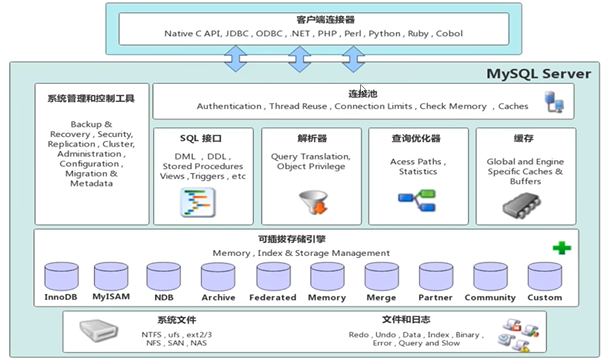 客户端连接器
Native C API, JDBC , ODBC , .NET , PHP , Perl , Python , Ruby , Cobol
MySQL Server
系统管理和控制工具
Backup &
Recovery , Security,
Replication , Cluster,
Administration ,
Configuration ,
Migration &
Metadata
连接池
Authentication , Thread Reuse , Connection Limits , Check Memory , Caches
SQL 接口
DML , DDL ,
Stored Procedures
Views ,Triggers , etc
解析器
Query Translation,
Object Privilege
查询优化器
Acess Paths ,
Statistics
缓存
Global and Engine
Specific Caches &
Buffers
可插拔存储引擎
Memory , Index & Storage Management
InnoDB
MyISAM
NDB
Archive
Federated
Memory
Merge
Partner
Community
Custom
系统文件
NTFS , ufs , ext2/3
NFS , SAN , NAS
文件和日志
Redo , Undo , Data , Index , Binary ,
Error , Query and Slow